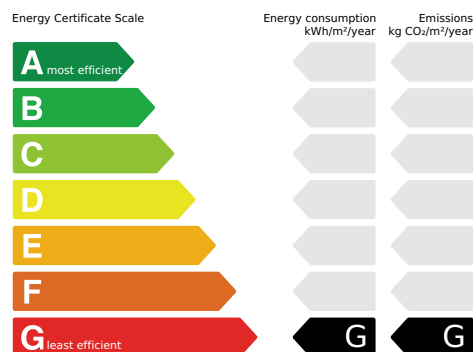 Energy Certificate Scale
Energy consumption
kWh/m²/year
Emissions
kg CO₂/m²/year
A most efficient
B
C
D
E
F
G least efficient
G
G